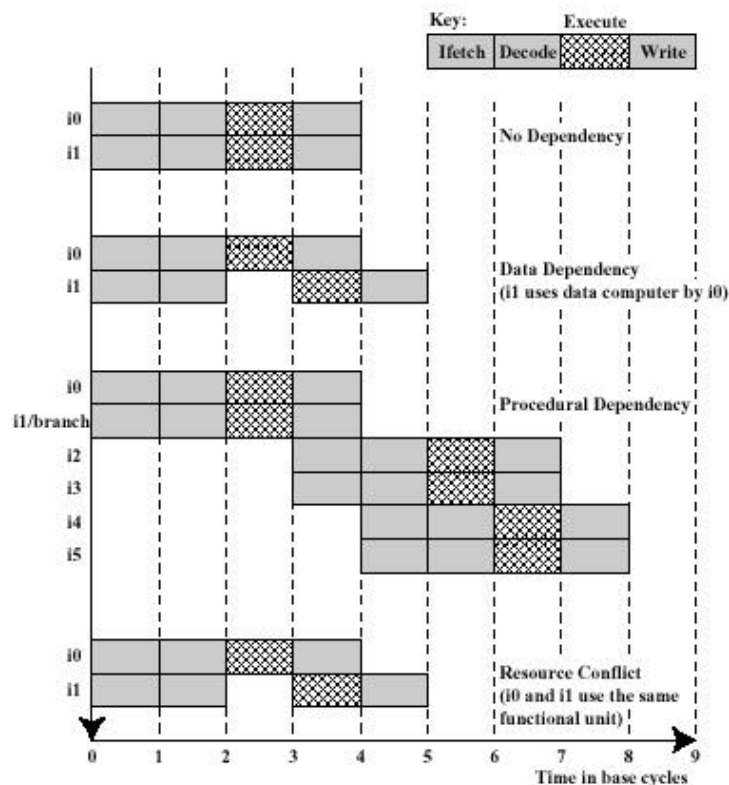 Key:
Execute
Ifetch Decode Write
i0
i1
No Dependency
i0
i1
Data Dependency
(i1 uses data computer by i0)
i0
i1/branch
Procedural Dependency
i2
i3
i4
i5
i0
i1
Resource Conflict
(i0 and i1 use the same
functional unit)
0 1 2 3 4 5 6 7 8 9
Time in base cycles